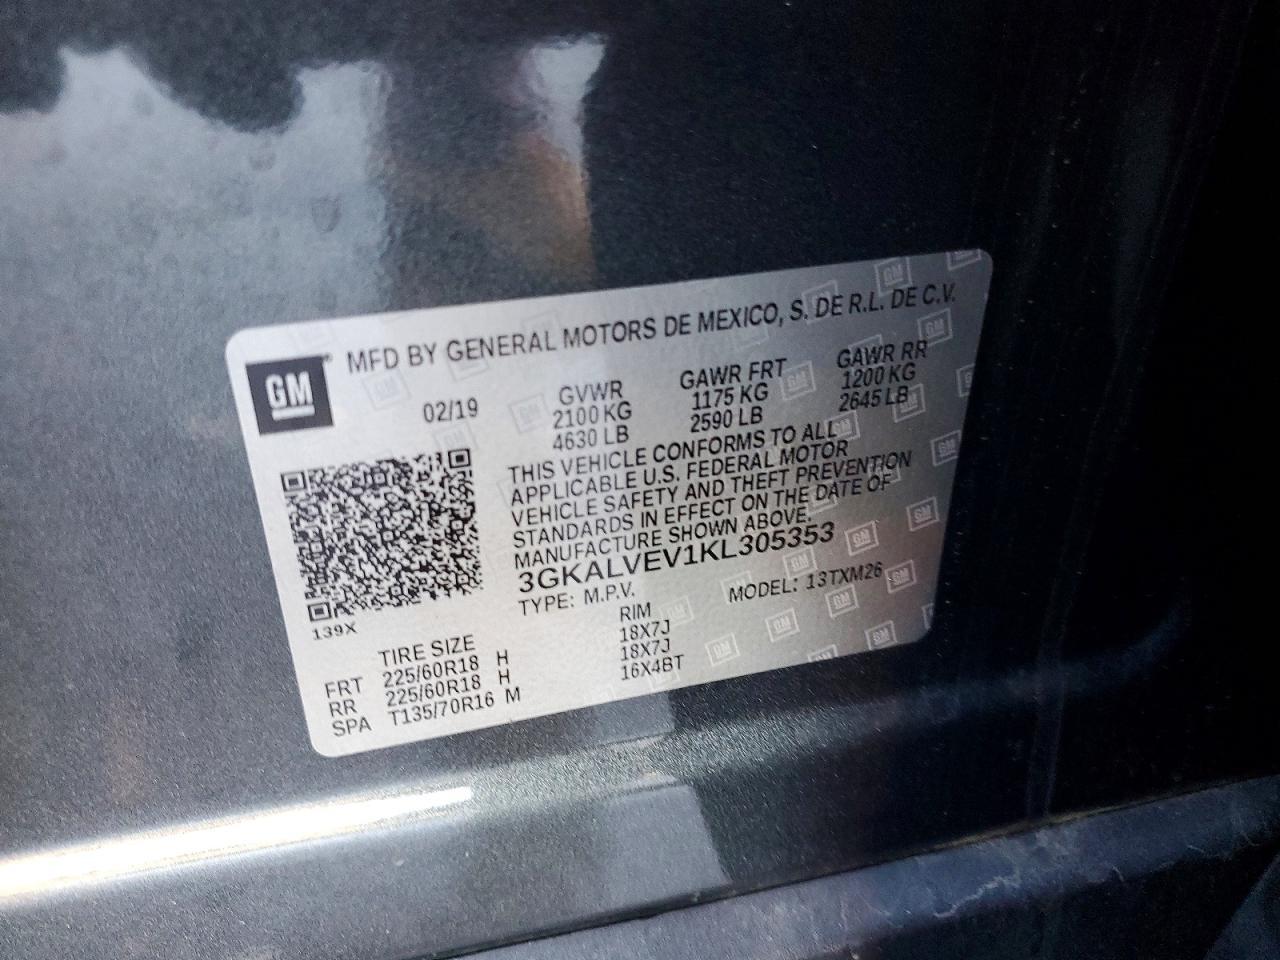 MFD BY GENERAL MOTORS DE MEXICO, S. DE R.L. DE C.V.
GM
02/19
GVWR GAWR FRT GAWR RR
2100 KG 1175 KG 1200 KG
4630 LB 2590 LB 2645 LB
THIS VEHICLE CONFORMS TO ALL
APPLICABLE U.S. FEDERAL MOTOR
VEHICLE SAFETY AND THEFT PREVENTION
STANDARDS IN EFFECT ON THE DATE OF
MANUFACTURE SHOWN ABOVE.
3GKALVEV1KL305353
TYPE: M.P.V. MODEL: 13TXM26
139X
TIRE SIZE RIM
FRT 225/60R18 H 18X7J
RR 225/60R18 H 18X7J
SPA T135/70R16 M 16X4BT